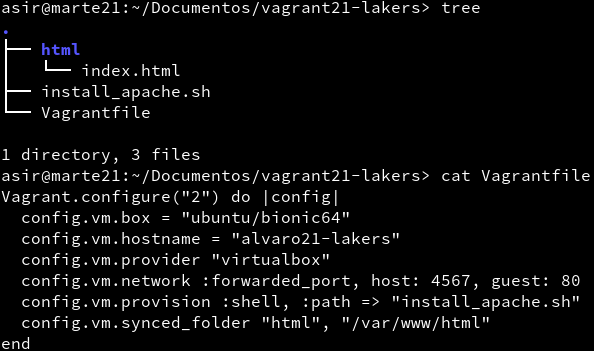 asir@marte21:~/Documentos/vagrant21-lakers> tree
.
├── html
│   └── index.html
├── install_apache.sh
└── Vagrantfile
1 directory, 3 files
asir@marte21:~/Documentos/vagrant21-lakers> cat Vagrantfile
Vagrant.configure("2") do |config|
  config.vm.box = "ubuntu/bionic64"
  config.vm.hostname = "alvaro21-lakers"
  config.vm.provider "virtualbox"
  config.vm.network :forwarded_port, host: 4567, guest: 80
  config.vm.provision :shell, :path => "install_apache.sh"
  config.vm.synced_folder "html", "/var/www/html"
end